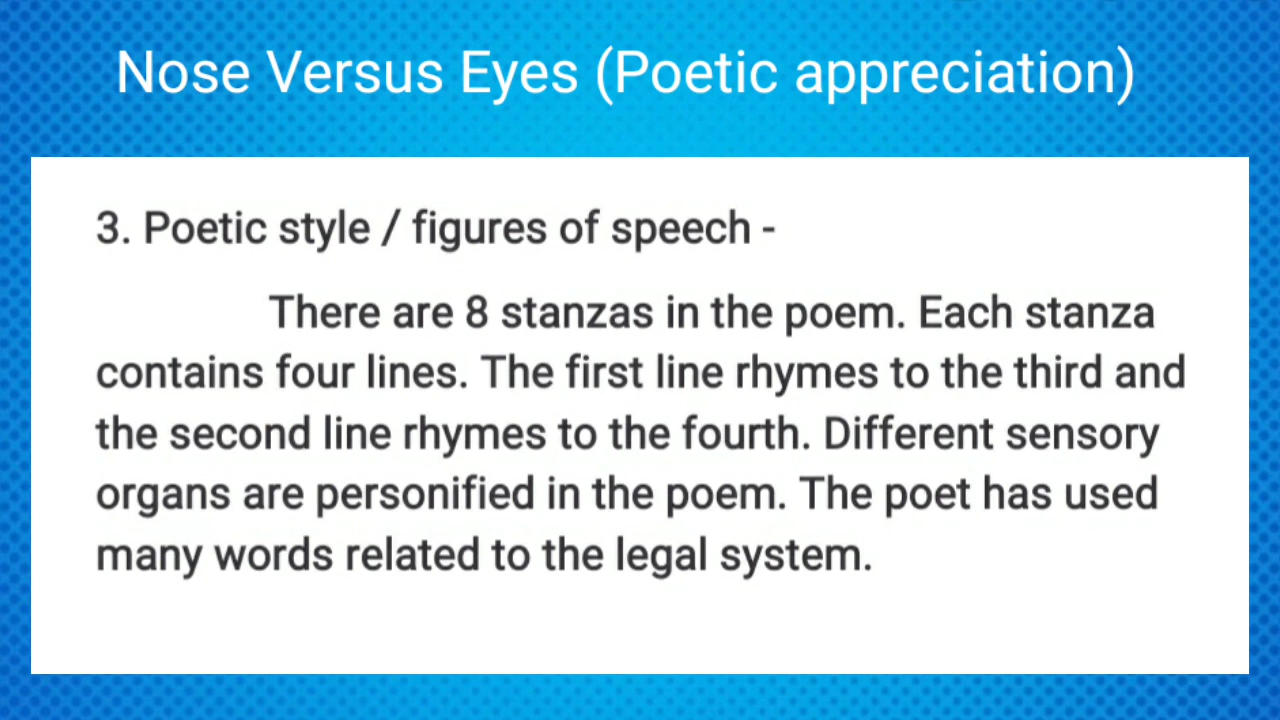 Nose Versus Eyes (Poetic appreciation)
3. Poetic style / figures of speech -
There are 8 stanzas in the poem. Each stanza
contains four lines. The first line rhymes to the third and
the second line rhymes to the fourth. Different sensory
organs are personified in the poem. The poet has used
many words related to the legal system.